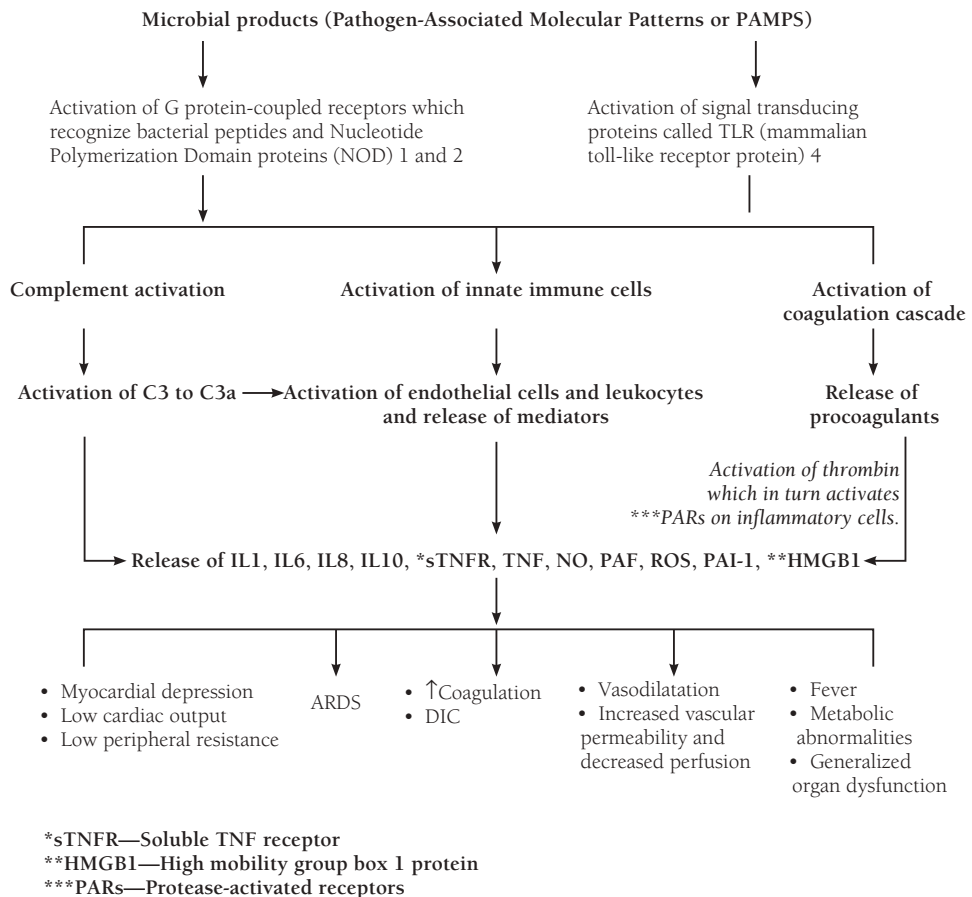 Microbial products (Pathogen-Associated Molecular Patterns or PAMPS)
Activation of G protein-coupled receptors which
recognize bacterial peptides and Nucleotide
Polymerization Domain proteins (NOD) 1 and 2
Activation of signal transducing
proteins called TLR (mammalian
toll-like receptor protein) 4
Complement activation
Activation of innate immune cells
Activation of
coagulation cascade
Activation of C3 to C3a
Activation of endothelial cells and leukocytes
and release of mediators
Release of
procoagulants
Activation of thrombin
which in turn activates
***PARs on inflammatory cells.
Release of IL1, IL6, IL8, IL10, *sTNFR, TNF, NO, PAF, ROS, PAI-1, **HMGB1
• Myocardial depression
• Low cardiac output
• Low peripheral resistance
ARDS
• ↑Coagulation
• DIC
• Vasodilatation
• Increased vascular
permeability and
decreased perfusion
• Fever
• Metabolic
abnormalities
• Generalized
organ dysfunction
*sTNFR—Soluble TNF receptor
**HMGB1—High mobility group box 1 protein
***PARs—Protease-activated receptors